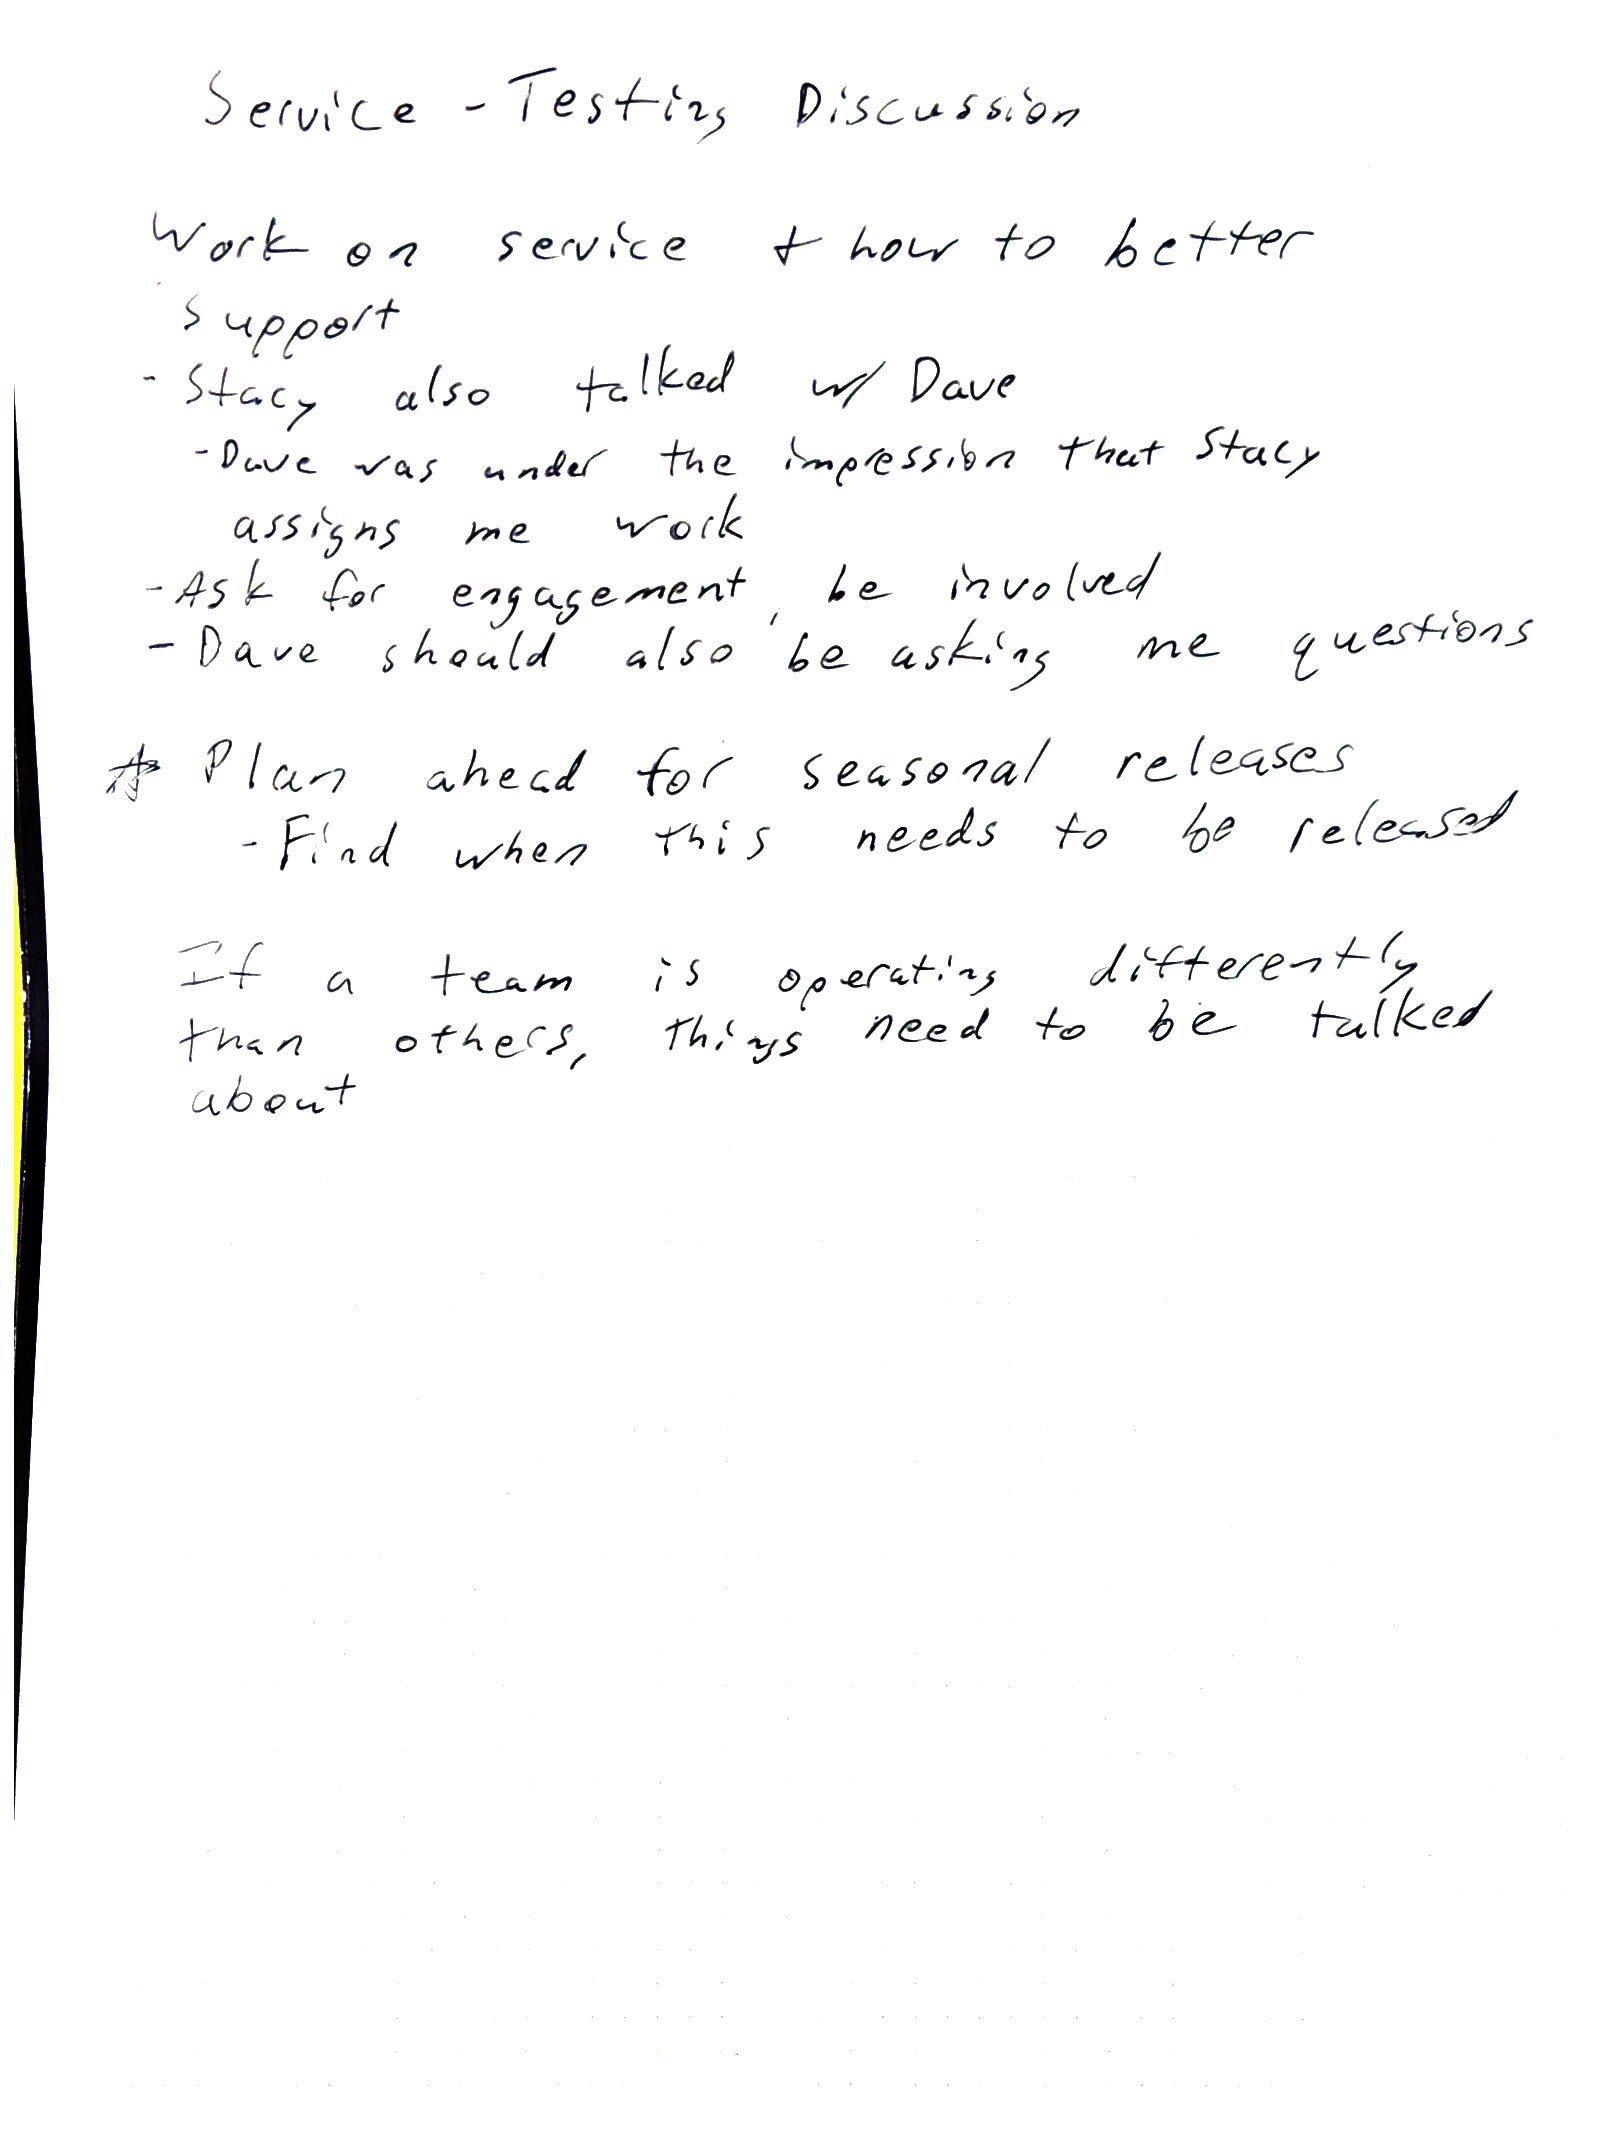 Service - Testing Discussion
Work on service + how to better
support
- Stacy also talked w/ Dave
- Dave was under the impression that Stacy
assigns me work
- Ask for engagement, be involved
- Dave should also be asking me questions
☆ Plan ahead for seasonal releases
- Find when this needs to be released
If a team is operating differently
than others, things need to be talked
about